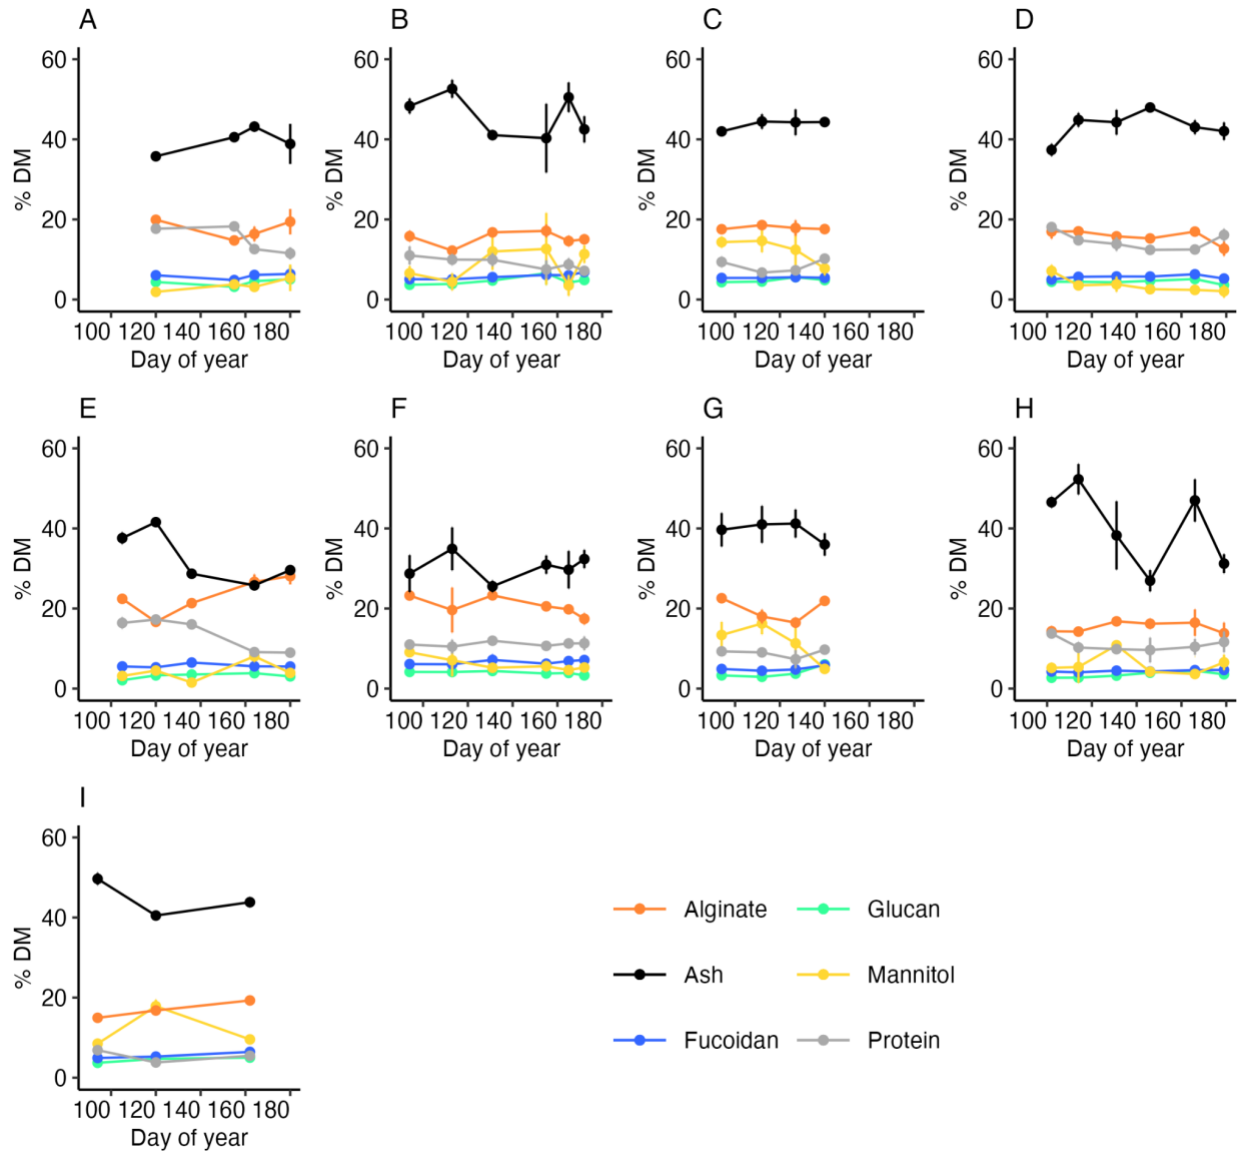 A B C D
60 60 60 60
40 40 40 40
% DM % DM % DM % DM
20 20 20 20
0 0 0 0
100 120 140 160 180 100 120 140 160 180 100 120 140 160 180 100 120 140 160 180
Day of year Day of year Day of year Day of year
E F G H
60 60 60 60
40 40 40 40
% DM % DM % DM % DM
20 20 20 20
0 0 0 0
100 120 140 160 180 100 120 140 160 180 100 120 140 160 180 100 120 140 160 180
Day of year Day of year Day of year Day of year
I
60
40
% DM
20
0
100 120 140 160 180
Day of year
Alginate Glucan
Ash Mannitol
Fucoidan Protein